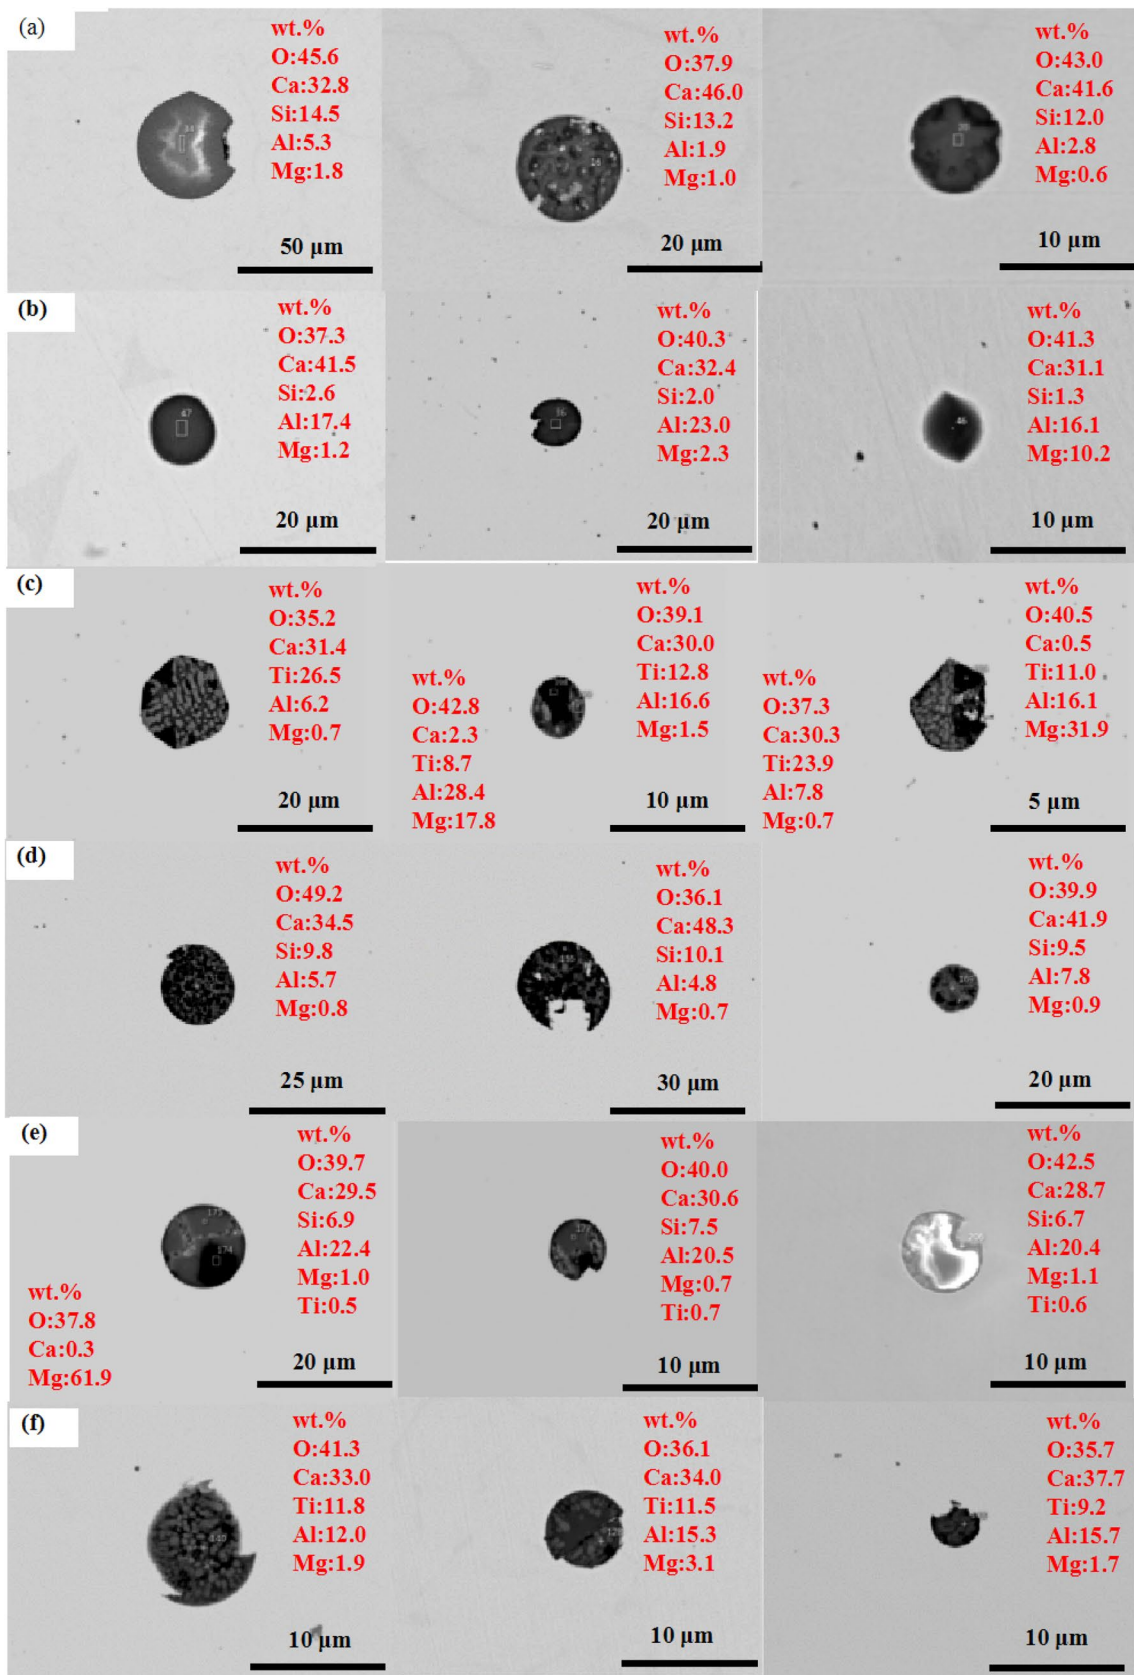 (a)
wt.%
O:45.6
Ca:32.8
Si:14.5
Al:5.3
Mg:1.8
50 μm
wt.%
O:37.9
Ca:46.0
Si:13.2
Al:1.9
Mg:1.0
20 μm
wt.%
O:43.0
Ca:41.6
Si:12.0
Al:2.8
Mg:0.6
10 μm
(b)
47
wt.%
O:37.3
Ca:41.5
Si:2.6
Al:17.4
Mg:1.2
20 μm
wt.%
O:40.3
Ca:32.4
Si:2.0
Al:23.0
Mg:2.3
20 μm
46
wt.%
O:41.3
Ca:31.1
Si:1.3
Al:16.1
Mg:10.2
10 μm
(c)
wt.%
O:35.2
Ca:31.4
Ti:26.5
Al:6.2
Mg:0.7
20 μm
wt.%
O:42.8
Ca:2.3
Ti:8.7
Al:28.4
Mg:17.8
wt.%
O:39.1
Ca:30.0
Ti:12.8
Al:16.6
Mg:1.5
10 μm
wt.%
O:37.3
Ca:30.3
Ti:23.9
Al:7.8
Mg:0.7
wt.%
O:40.5
Ca:0.5
Ti:11.0
Al:16.1
Mg:31.9
5 μm
(d)
wt.%
O:49.2
Ca:34.5
Si:9.8
Al:5.7
Mg:0.8
25 μm
155
wt.%
O:36.1
Ca:48.3
Si:10.1
Al:4.8
Mg:0.7
30 μm
wt.%
O:39.9
Ca:41.9
Si:9.5
Al:7.8
Mg:0.9
20 μm
(e)
wt.%
O:37.8
Ca:0.3
Mg:61.9
173
174
wt.%
O:39.7
Ca:29.5
Si:6.9
Al:22.4
Mg:1.0
Ti:0.5
20 μm
wt.%
O:40.0
Ca:30.6
Si:7.5
Al:20.5
Mg:0.7
Ti:0.7
10 μm
wt.%
O:42.5
Ca:28.7
Si:6.7
Al:20.4
Mg:1.1
Ti:0.6
10 μm
(f)
140
wt.%
O:41.3
Ca:33.0
Ti:11.8
Al:12.0
Mg:1.9
10 μm
wt.%
O:36.1
Ca:34.0
Ti:11.5
Al:15.3
Mg:3.1
10 μm
wt.%
O:35.7
Ca:37.7
Ti:9.2
Al:15.7
Mg:1.7
10 μm